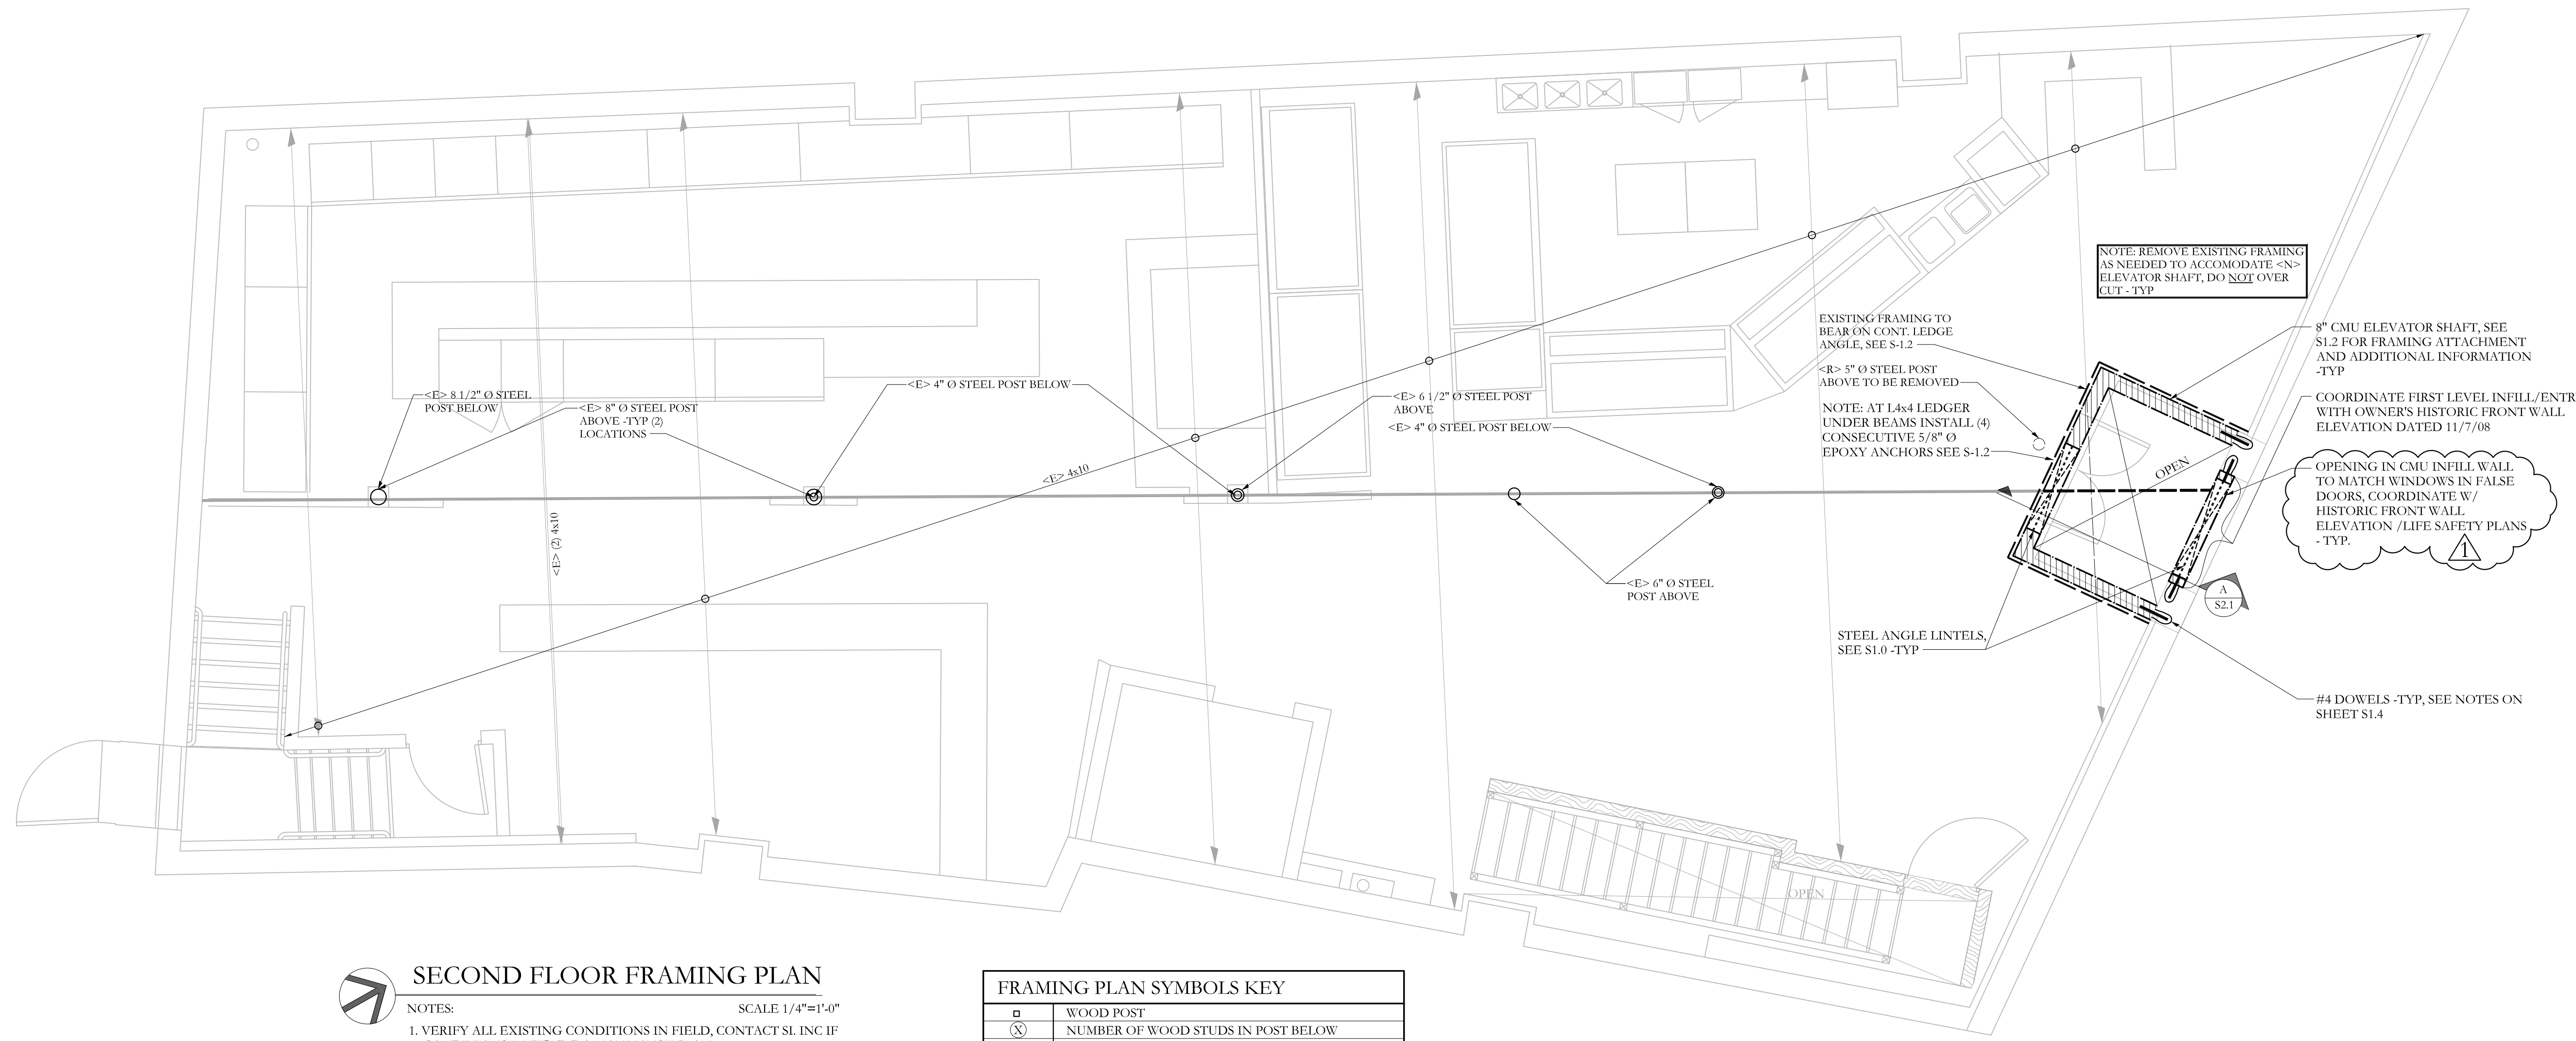 NOTE: REMOVE EXISTING FRAMING
AS NEEDED TO ACCOMODATE <N>
ELEVATOR SHAFT, DO NOT OVER
CUT - TYP
EXISTING FRAMING TO
BEAR ON CONT. LEDGE
ANGLE, SEE S-1.2
<R> 5" Ø STEEL POST
ABOVE TO BE REMOVED
NOTE: AT L4x4 LEDGER
UNDER BEAMS INSTALL (4)
CONSECUTIVE 5/8" Ø
EPOXY ANCHORS SEE S-1.2
8" CMU ELEVATOR SHAFT, SEE
S1.2 FOR FRAMING ATTACHMENT
AND ADDITIONAL INFORMATION
-TYP
COORDINATE FIRST LEVEL INFILL/ENTR
WITH OWNER'S HISTORIC FRONT WALL
ELEVATION DATED 11/7/08
OPENING IN CMU INFILL WALL
TO MATCH WINDOWS IN FALSE
DOORS, COORDINATE W/
HISTORIC FRONT WALL
ELEVATION /LIFE SAFETY PLANS
- TYP.
1
OPEN
<E> 8 1/2" Ø STEEL
POST BELOW
<E> 8" Ø STEEL POST
ABOVE -TYP (2)
LOCATIONS
<E> 4" Ø STEEL POST BELOW
<E> 6 1/2" Ø STEEL POST
ABOVE
<E> 4" Ø STEEL POST BELOW
<E> 4x10
<E> (2) 4x10
<E> 6" Ø STEEL
POST ABOVE
A
S2.1
STEEL ANGLE LINTELS,
SEE S1.0 -TYP
#4 DOWELS -TYP, SEE NOTES ON
SHEET S1.4
OPEN
SECOND FLOOR FRAMING PLAN
NOTES:
SCALE 1/4"=1'-0"
1. VERIFY ALL EXISTING CONDITIONS IN FIELD, CONTACT SI. INC IF
FRAMING PLAN SYMBOLS KEY
WOOD POST
X
NUMBER OF WOOD STUDS IN POST BELOW